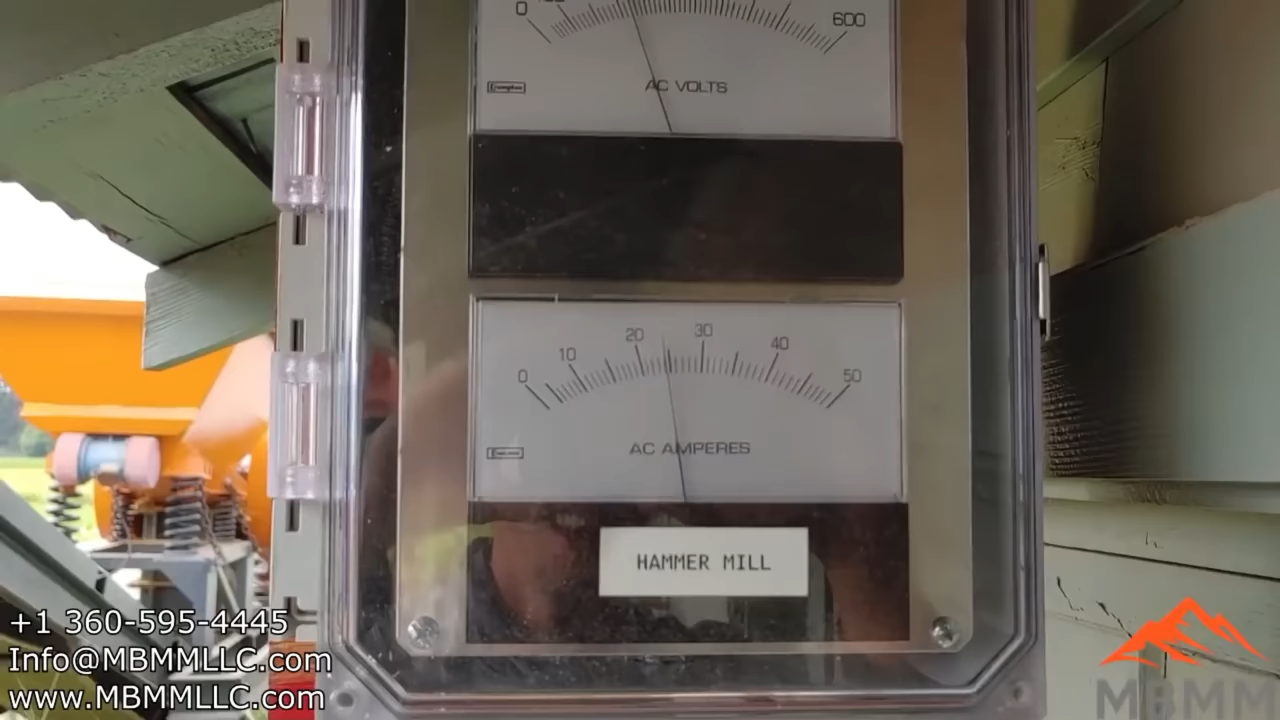 0
600
AC VOLTS
Crompton
0 10 20 30 40 50
AC AMPERES
HAMMER MILL
+1 360-595-4445
Info@MBMMLLC.com
www.MBMMLLC.com
MBMM